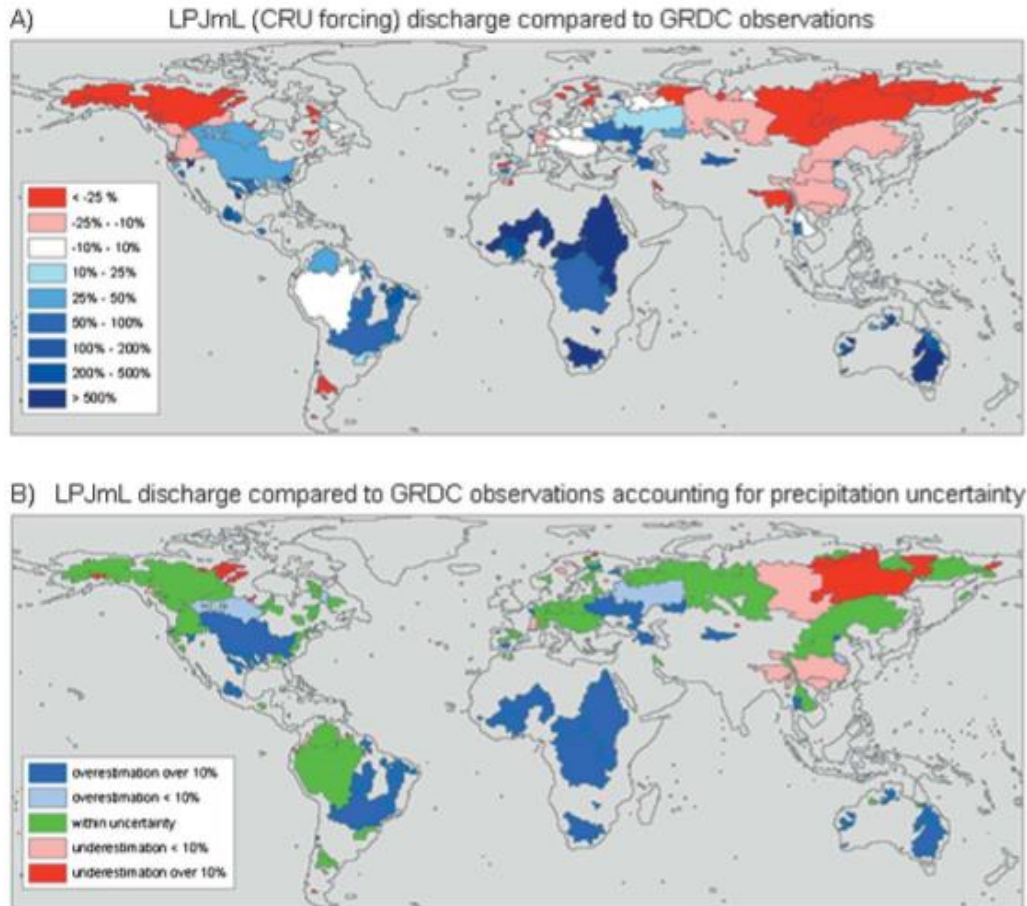 A) LPJmL (CRU forcing) discharge compared to GRDC observations
< -25 %
-25% - -10%
-10% - 10%
10% - 25%
25% - 50%
50% - 100%
100% - 200%
200% - 500%
> 500%
B) LPJmL discharge compared to GRDC observations accounting for precipitation uncertainty
overestimation over 10%
overestimation < 10%
within uncertainty
underestimation < 10%
underestimation over 10%